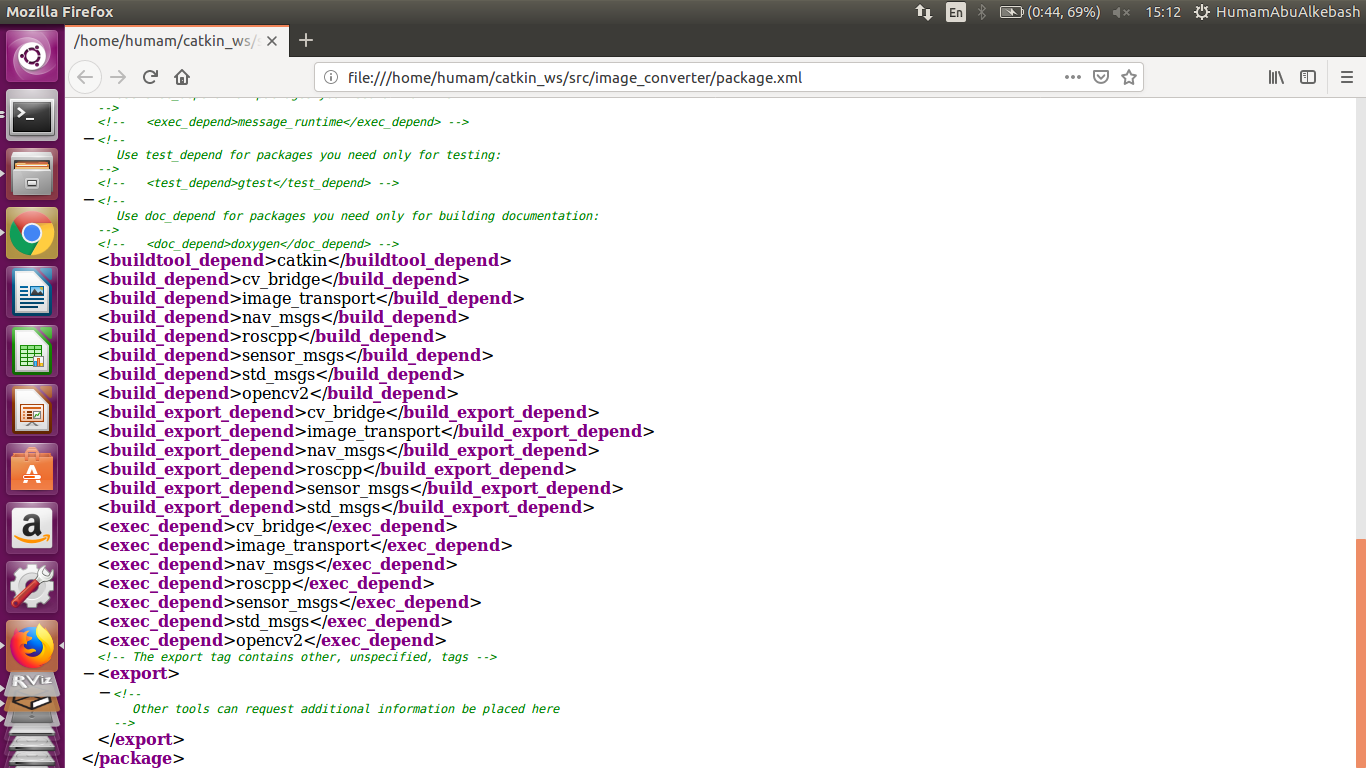 Mozilla Firefox
En
(0:44, 69%)
15:12
HumamAbuAlkebash
/home/humam/catkin_ws/
file:///home/humam/catkin_ws/src/image_converter/package.xml
-->
<!--   <exec_depend>message_runtime</exec_depend> -->
−<!--
Use test_depend for packages you need only for testing:
-->
<!--   <test_depend>gtest</test_depend> -->
−<!--
Use doc_depend for packages you need only for building documentation:
-->
<!--   <doc_depend>doxygen</doc_depend> -->
<buildtool_depend>catkin</buildtool_depend>
<build_depend>cv_bridge</build_depend>
<build_depend>image_transport</build_depend>
<build_depend>nav_msgs</build_depend>
<build_depend>roscpp</build_depend>
<build_depend>sensor_msgs</build_depend>
<build_depend>std_msgs</build_depend>
<build_depend>opencv2</build_depend>
<build_export_depend>cv_bridge</build_export_depend>
<build_export_depend>image_transport</build_export_depend>
<build_export_depend>nav_msgs</build_export_depend>
<build_export_depend>roscpp</build_export_depend>
<build_export_depend>sensor_msgs</build_export_depend>
<build_export_depend>std_msgs</build_export_depend>
<exec_depend>cv_bridge</exec_depend>
<exec_depend>image_transport</exec_depend>
<exec_depend>nav_msgs</exec_depend>
<exec_depend>roscpp</exec_depend>
<exec_depend>sensor_msgs</exec_depend>
<exec_depend>std_msgs</exec_depend>
<exec_depend>opencv2</exec_depend>
<!-- The export tag contains other, unspecified, tags -->
−<export>
−<!--
Other tools can request additional information be placed here
-->
</export>
</package>
RViz